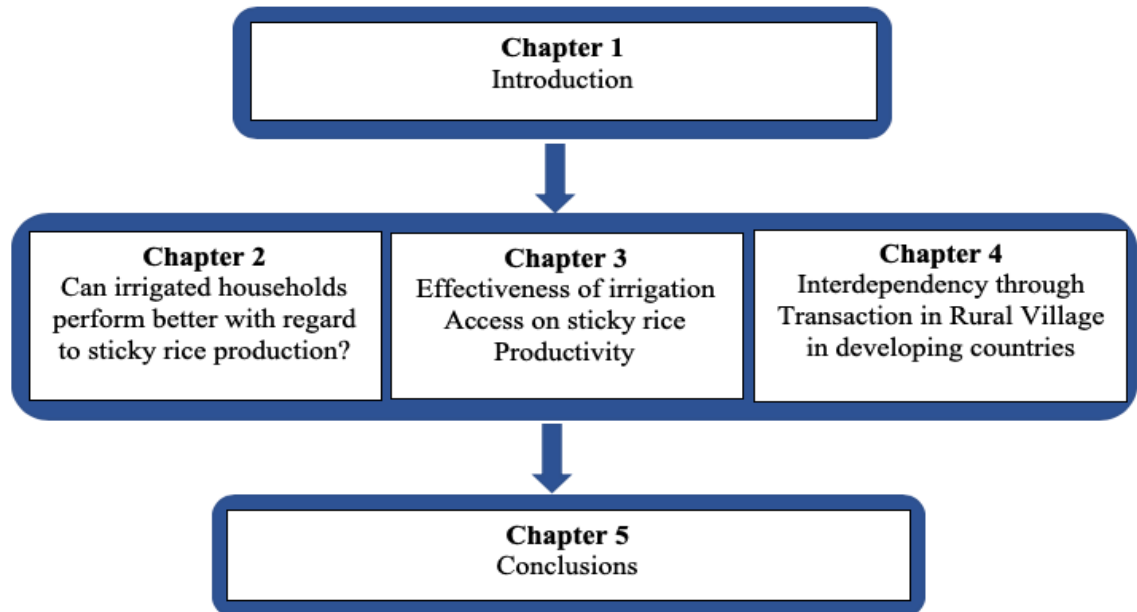 Chapter 1
Introduction
Chapter 2
Can irrigated households
perform better with regard
to sticky rice production?
Chapter 3
Effectiveness of irrigation
Access on sticky rice
Productivity
Chapter 4
Interdependency through
Transaction in Rural Village
in developing countries
Chapter 5
Conclusions